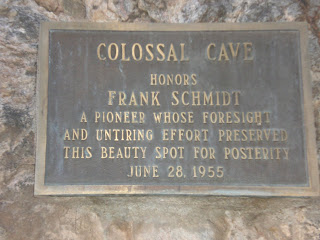 COLOSSAL CAVE
HONORS
FRANK SCHMIDT
A PIONEER WHOSE FORESIGHT
AND UNTIRING EFFORT PRESERVED
THIS BEAUTY SPOT FOR POSTERITY
JUNE 28, 1955